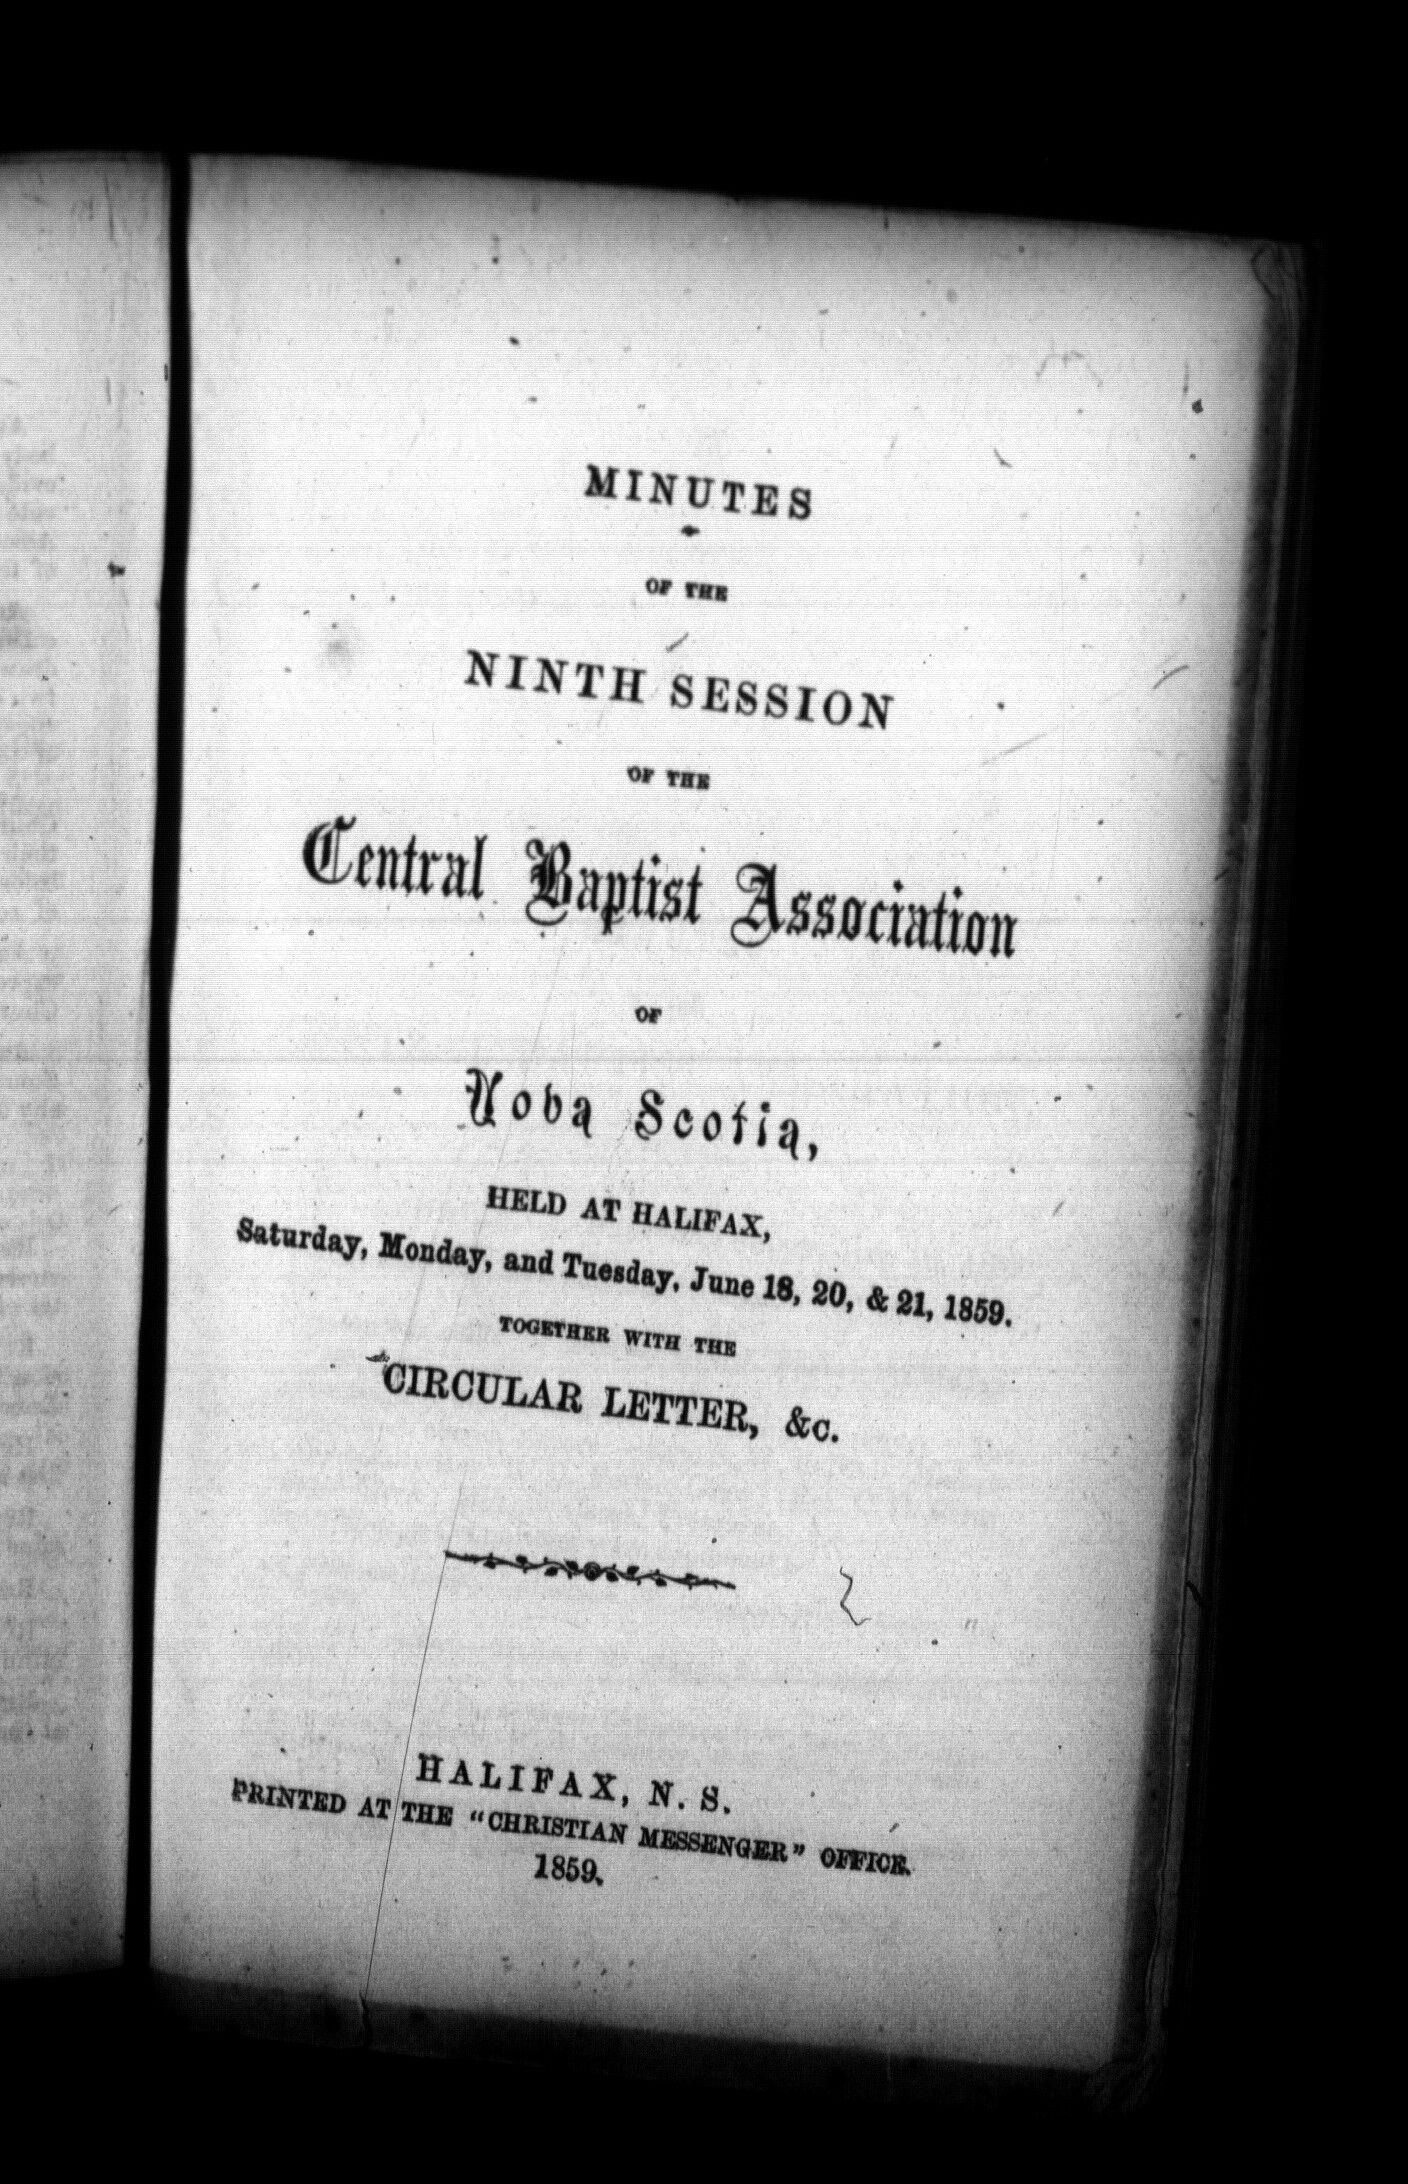 MINUTES
OF THE
NINTH SESSION
OF THE
Central Baptist Association
OF
Nova Scotia,
HELD AT HALIFAX,
Saturday, Monday, and Tuesday, June 18, 20, & 21, 1859.
TOGETHER WITH THE
CIRCULAR LETTER, &c.
HALIFAX, N. S.
PRINTED AT THE "CHRISTIAN MESSENGER" OFFICE.
1859.